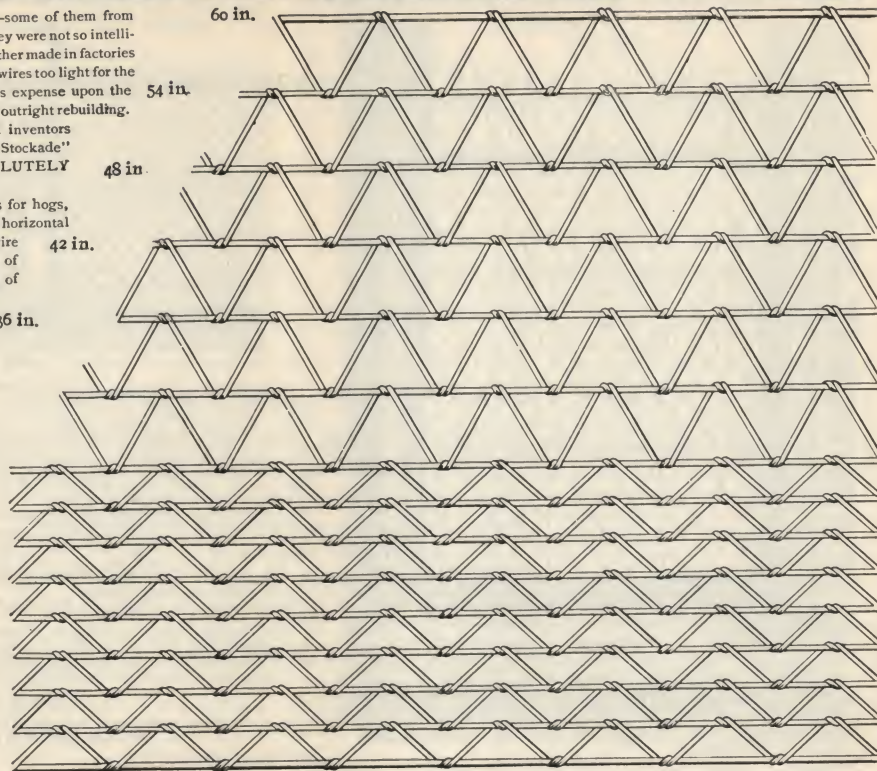 -some of them from
ey were not so intelli-
ther made in factories
wires too light for the
s expense upon the
outright rebuilding.
inventors
Stockade"
LUTELY
s for hogs,
horizontal
ire
of
of
60 in.
54 in.
48 in
42 in.
36 in.